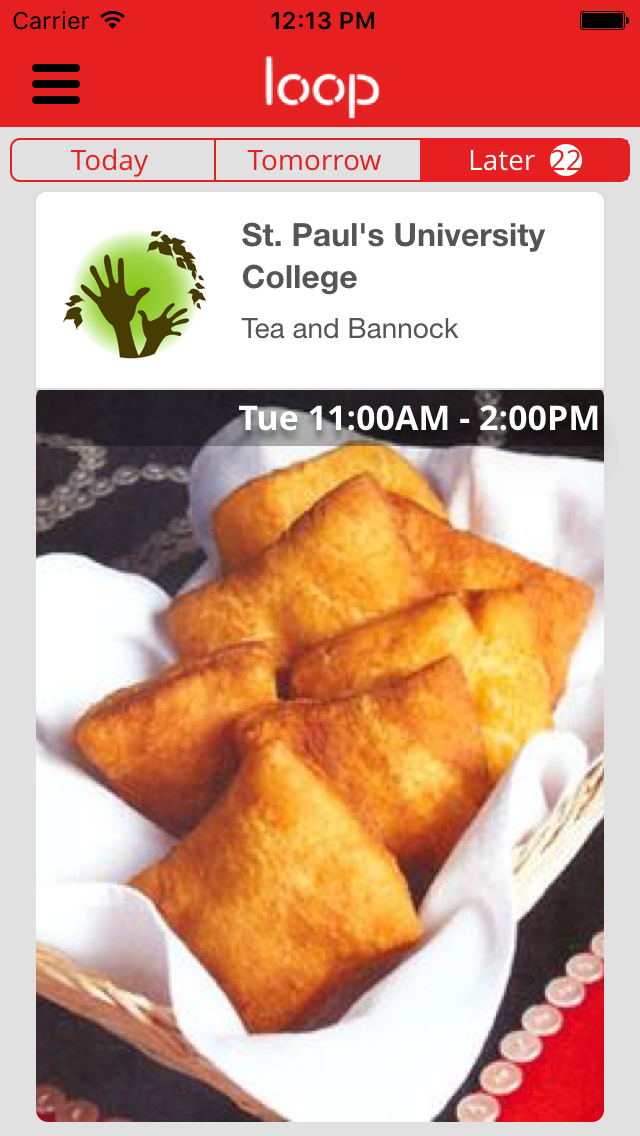 Carrier 12:13 PM
loop
Today Tomorrow Later 22
St. Paul's University
College
Tea and Bannock
Tue 11:00AM - 2:00PM